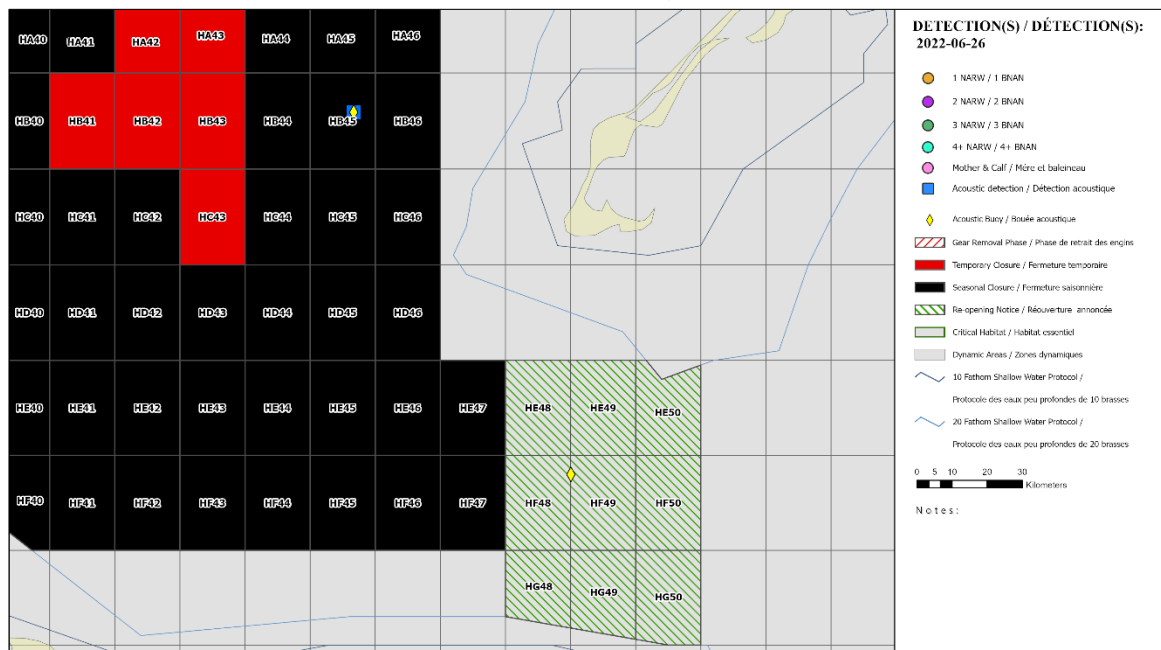 HA40 HA41 HA42 HA43 HA44 HA45 HA46
HB40 HB41 HB42 HB43 HB44 HB45 HB46
HC40 HC41 HC42 HC43 HC44 HC45 HC46
HD40 HD41 HD42 HD43 HD44 HD45 HD46
HE40 HE41 HE42 HE43 HE44 HE45 HE46 HE47 HE48 HE49 HE50
HF40 HF41 HF42 HF43 HF44 HF45 HF46 HF47 HF48 HF49 HF50
HG48 HG49 HG50
DETECTION(S) / DÉTECTION(S):
2022-06-26
1 NARW / 1 BNAN
2 NARW / 2 BNAN
3 NARW / 3 BNAN
4+ NARW / 4+ BNAN
Mother & Calf / Mére et baleineau
Acoustic detection / Détection acoustique
Acoustic Buoy / Bouée acoustique
Gear Removal Phase / Phase de retrait des engins
Temporary Closure / Fermeture temporaire
Seasonal Closure / Fermeture saisonnière
Re-opening Notice / Réouverture annoncée
Critical Habitat / Habitat essentiel
Dynamic Areas / Zones dynamiques
10 Fathom Shallow Water Protocol /
Protocole des eaux peu profondes de 10 brasses
20 Fathom Shallow Water Protocol /
Protocole des eaux peu profondes de 20 brasses
0 5 10 20 30
Kilometers
Notes: